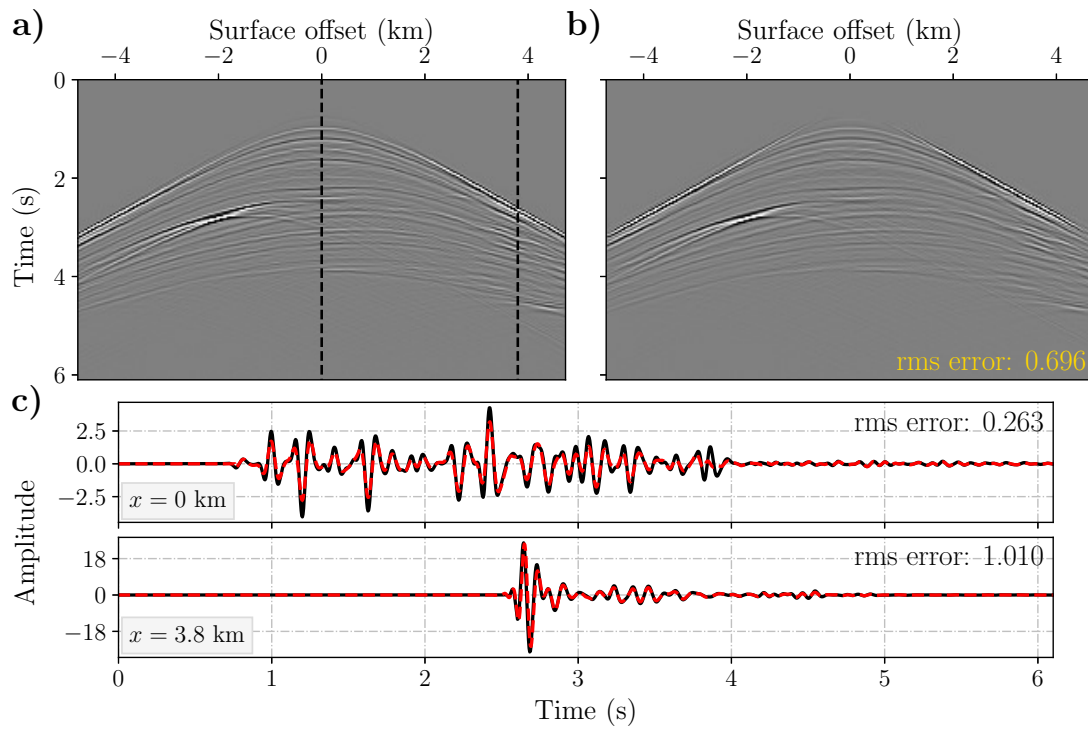 a)
Surface offset (km)
−4 −2 0 2 4
b)
Surface offset (km)
−4 −2 0 2 4
Time (s)
0
2
4
6
rms error: 0.696
c)
Amplitude
2.5
0.0
−2.5
rms error: 0.263
x = 0 km
18
0
−18
rms error: 1.010
x = 3.8 km
0 1 2 3 4 5 6
Time (s)